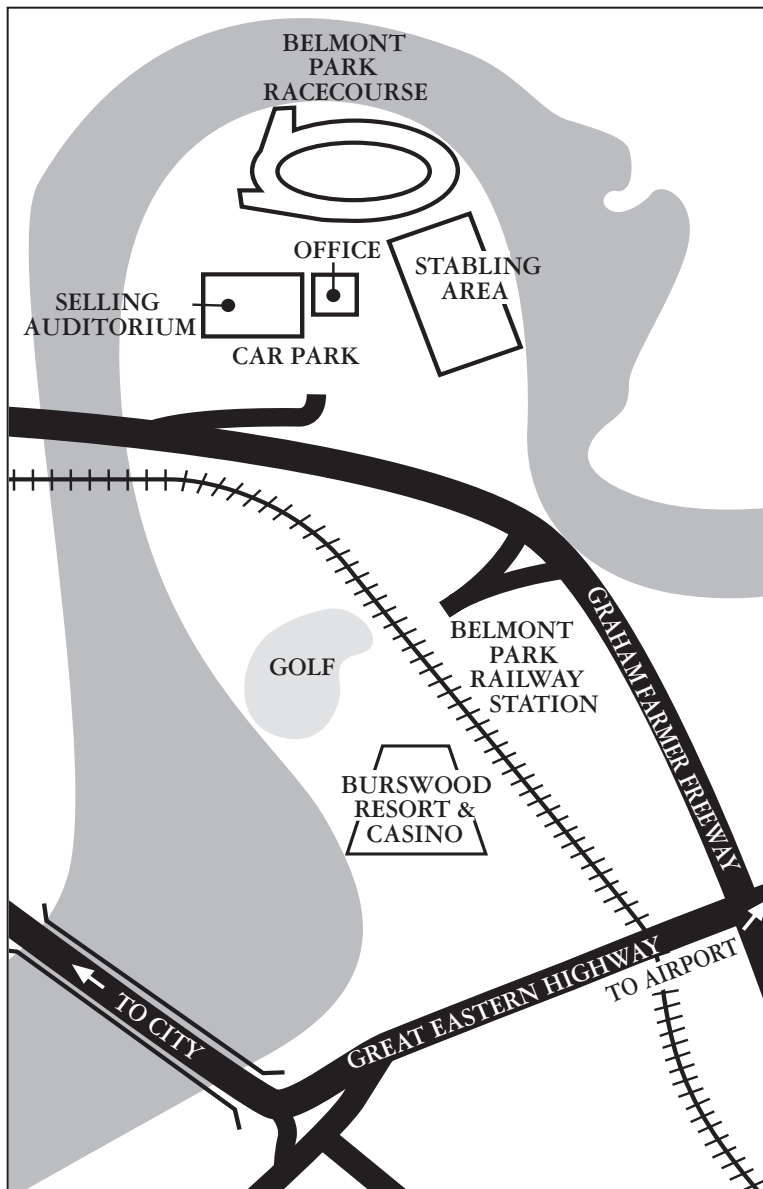 BELMONT
PARK
RACECOURSE
OFFICE
STABLING
AREA
SELLING
AUDITORIUM
CAR PARK
GOLF
BELMONT
PARK
RAILWAY
STATION
GRAHAM FARMER FREEWAY
BURSWOOD
RESORT &
CASINO
TO AIRPORT
GREAT EASTERN HIGHWAY
TO CITY